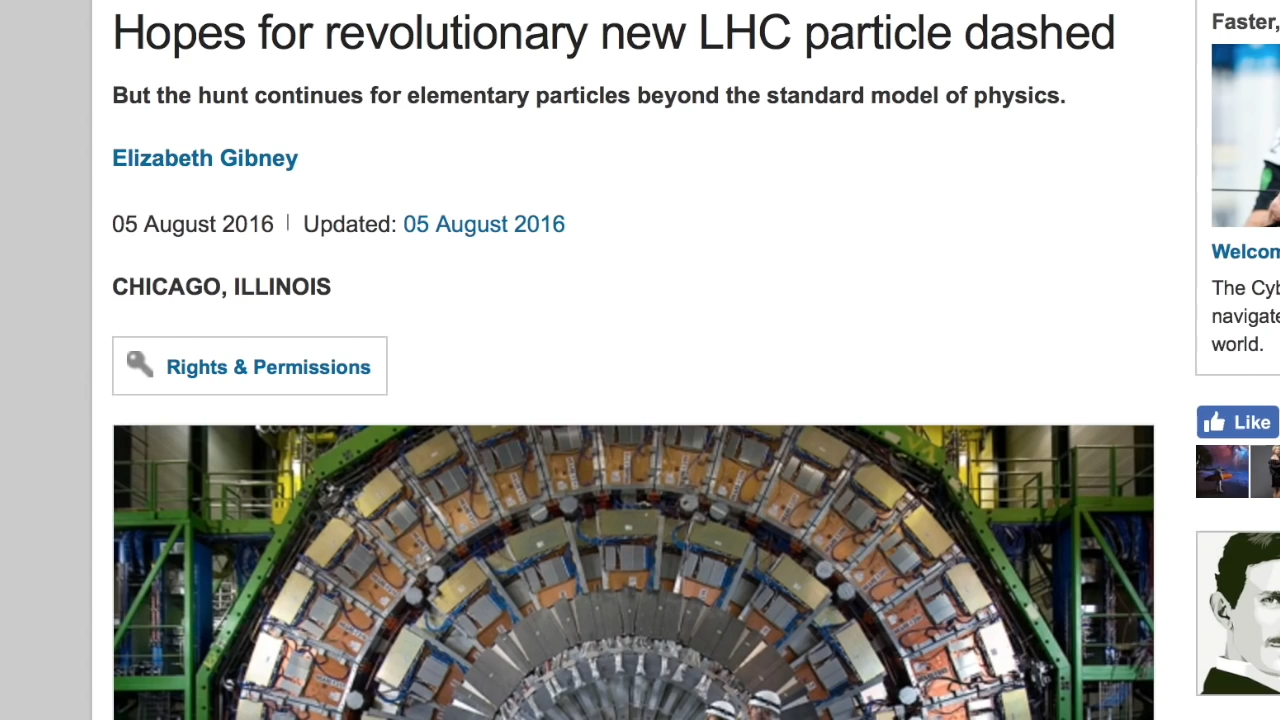 Hopes for revolutionary new LHC particle dashed
But the hunt continues for elementary particles beyond the standard model of physics.
Elizabeth Gibney
05 August 2016 | Updated: 05 August 2016
CHICAGO, ILLINOIS
Rights & Permissions
Faster,
The
navigate
world.
Like